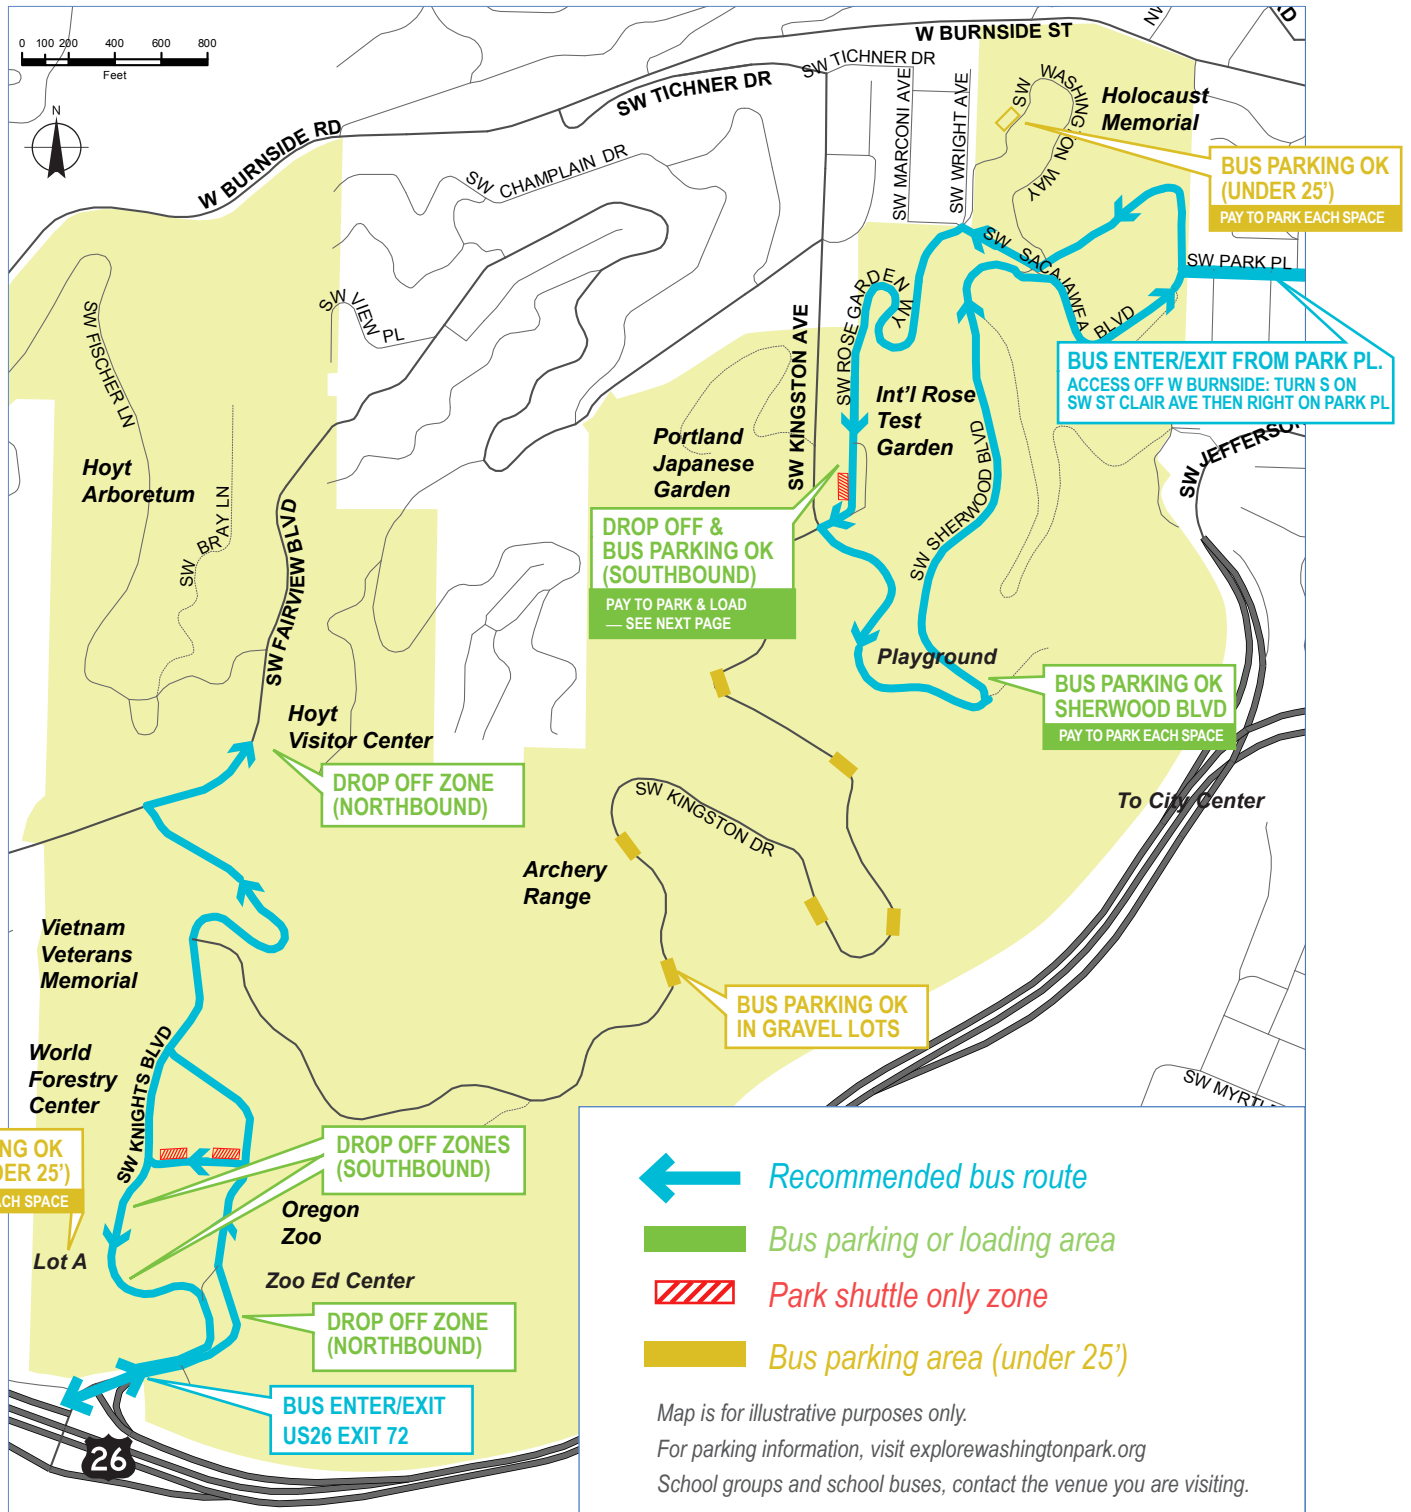 0 100 200 400 600 800
Feet
N
W BURNSIDE ST
SW TICHNER DR
SW TICHNER DR
W BURNSIDE RD
SW CHAMPLAIN DR
SW MARCONI AVE
SW WRIGHT AVE
SW WASHINGTON WAY
Holocaust
Memorial
BUS PARKING OK
(UNDER 25')
PAY TO PARK EACH SPACE
SW PARK PL
SW SACAJAWEA BLVD
BUS ENTER/EXIT FROM PARK PL.
ACCESS OFF W BURNSIDE: TURN S ON
SW ST CLAIR AVE THEN RIGHT ON PARK PL
SW VIEW PL
SW FISCHER LN
SW KINGSTON AVE
SW ROSE GARDEN WY
Int'l Rose
Test
Garden
Portland
Japanese
Garden
SW JEFFERSON
Hoyt
Arboretum
SW BRAY LN
SW FAIRVIEW BLVD
SW SHERWOOD BLVD
DROP OFF &
BUS PARKING OK
(SOUTHBOUND)
PAY TO PARK & LOAD
— SEE NEXT PAGE
Playground
BUS PARKING OK
SHERWOOD BLVD
PAY TO PARK EACH SPACE
Hoyt
Visitor Center
DROP OFF ZONE
(NORTHBOUND)
To City Center
SW KINGSTON DR
Archery
Range
Vietnam
Veterans
Memorial
BUS PARKING OK
IN GRAVEL LOTS
World
Forestry
Center
SW KNIGHTS BLVD
SW MYRTL
NG OK
DER 25')
ACH SPACE
DROP OFF ZONES
(SOUTHBOUND)
Oregon
Zoo
Lot A
Zoo Ed Center
DROP OFF ZONE
(NORTHBOUND)
BUS ENTER/EXIT
US26 EXIT 72
26
Recommended bus route
Bus parking or loading area
Park shuttle only zone
Bus parking area (under 25')
Map is for illustrative purposes only.
For parking information, visit explorewashingtonpark.org
School groups and school buses, contact the venue you are visiting.